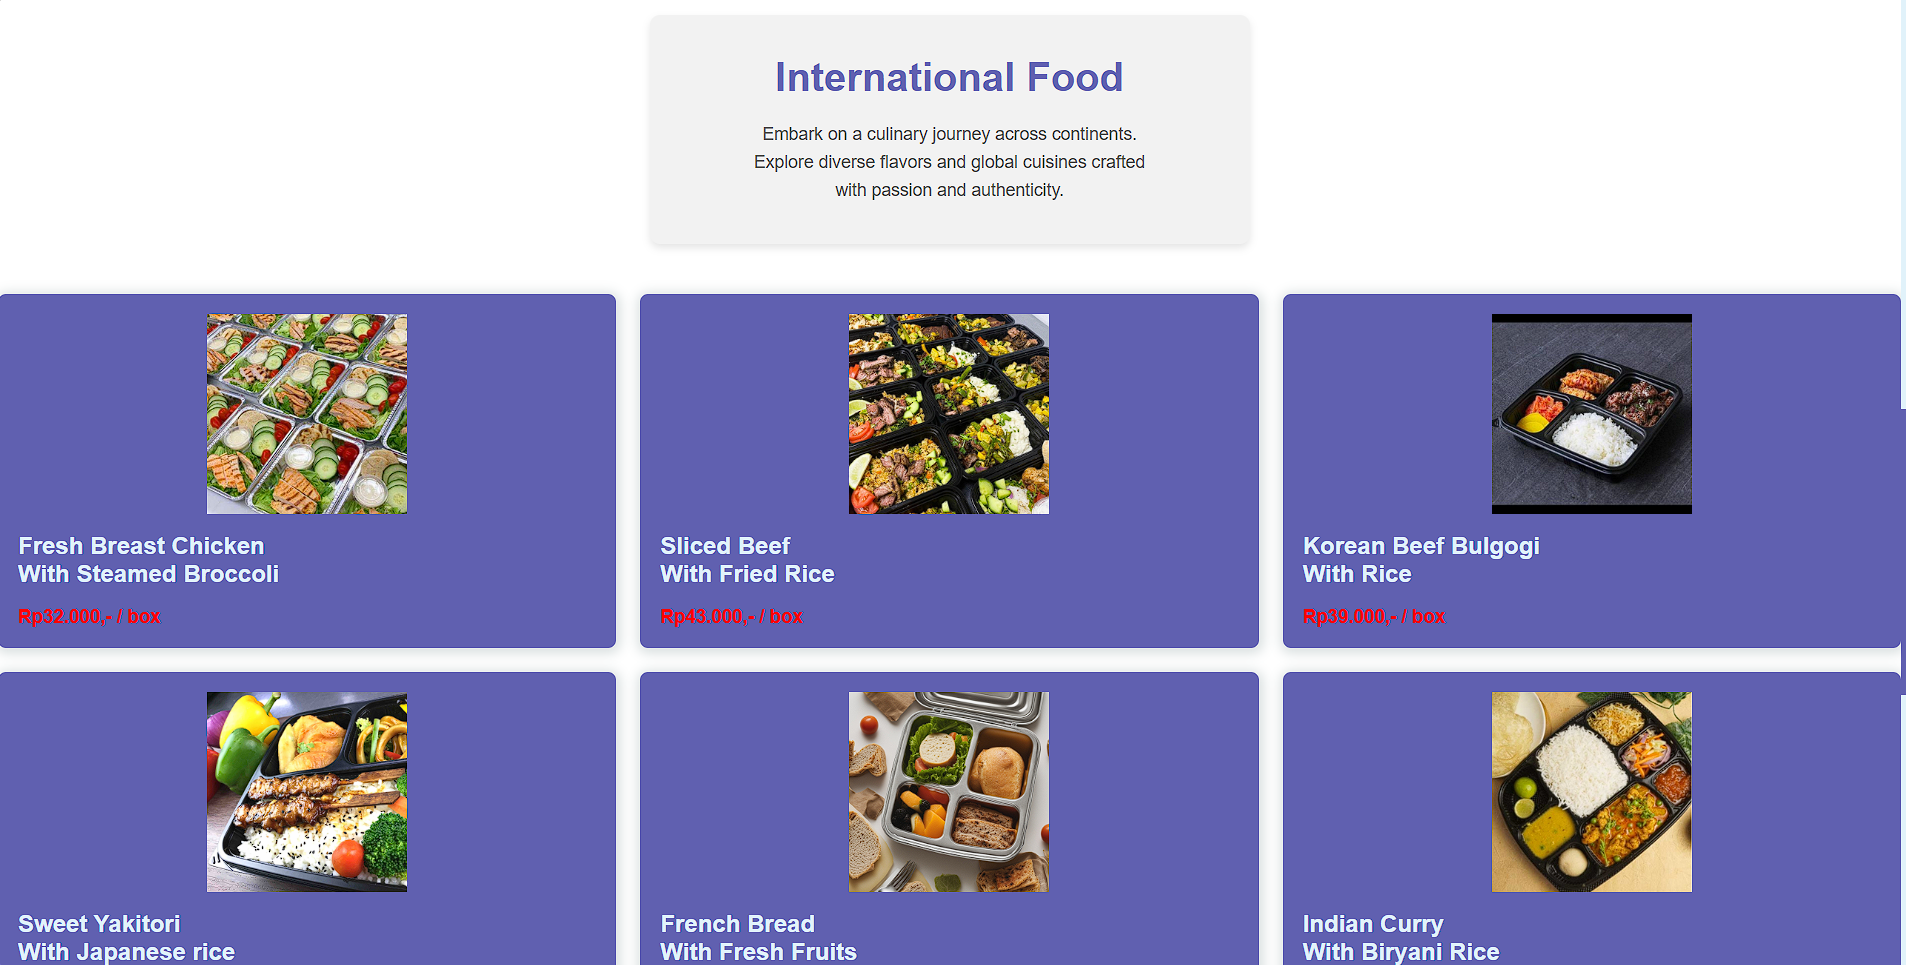 International Food
Embark on a culinary journey across continents.
Explore diverse flavors and global cuisines crafted
with passion and authenticity.
Fresh Breast Chicken
With Steamed Broccoli
Rp32.000,- / box
Sliced Beef
With Fried Rice
Rp43.000,- / box
Korean Beef Bulgogi
With Rice
Rp39.000,- / box
Sweet Yakitori
With Japanese rice
French Bread
With Fresh Fruits
Indian Curry
With Biryani Rice